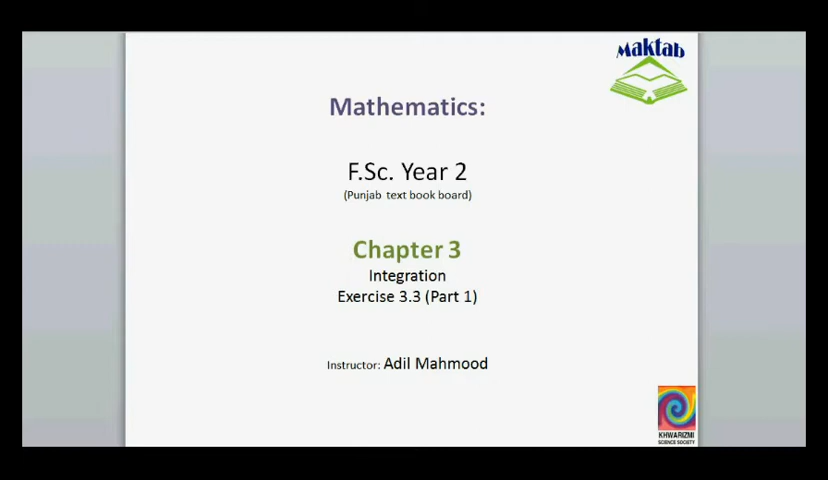 Maktab
Mathematics:
F.Sc. Year 2
(Punjab text book board)
Chapter 3
Integration
Exercise 3.3 (Part 1)
Instructor: Adil Mahmood
KHWARIZMI
SCIENCE SOCIETY